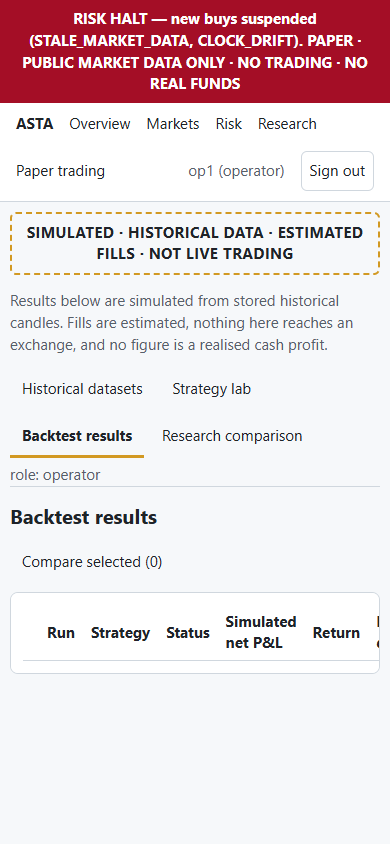 RISK HALT — new buys suspended
(STALE_MARKET_DATA, CLOCK_DRIFT). PAPER ·
PUBLIC MARKET DATA ONLY · NO TRADING · NO
REAL FUNDS
ASTA Overview Markets Risk Research
Paper trading op1 (operator) Sign out
SIMULATED · HISTORICAL DATA · ESTIMATED
FILLS · NOT LIVE TRADING
Results below are simulated from stored historical
candles. Fills are estimated, nothing here reaches an
exchange, and no figure is a realised cash profit.
Historical datasets Strategy lab
Backtest results Research comparison
role: operator
Backtest results
Compare selected (0)
Run Strategy Status Simulated net P&L Return